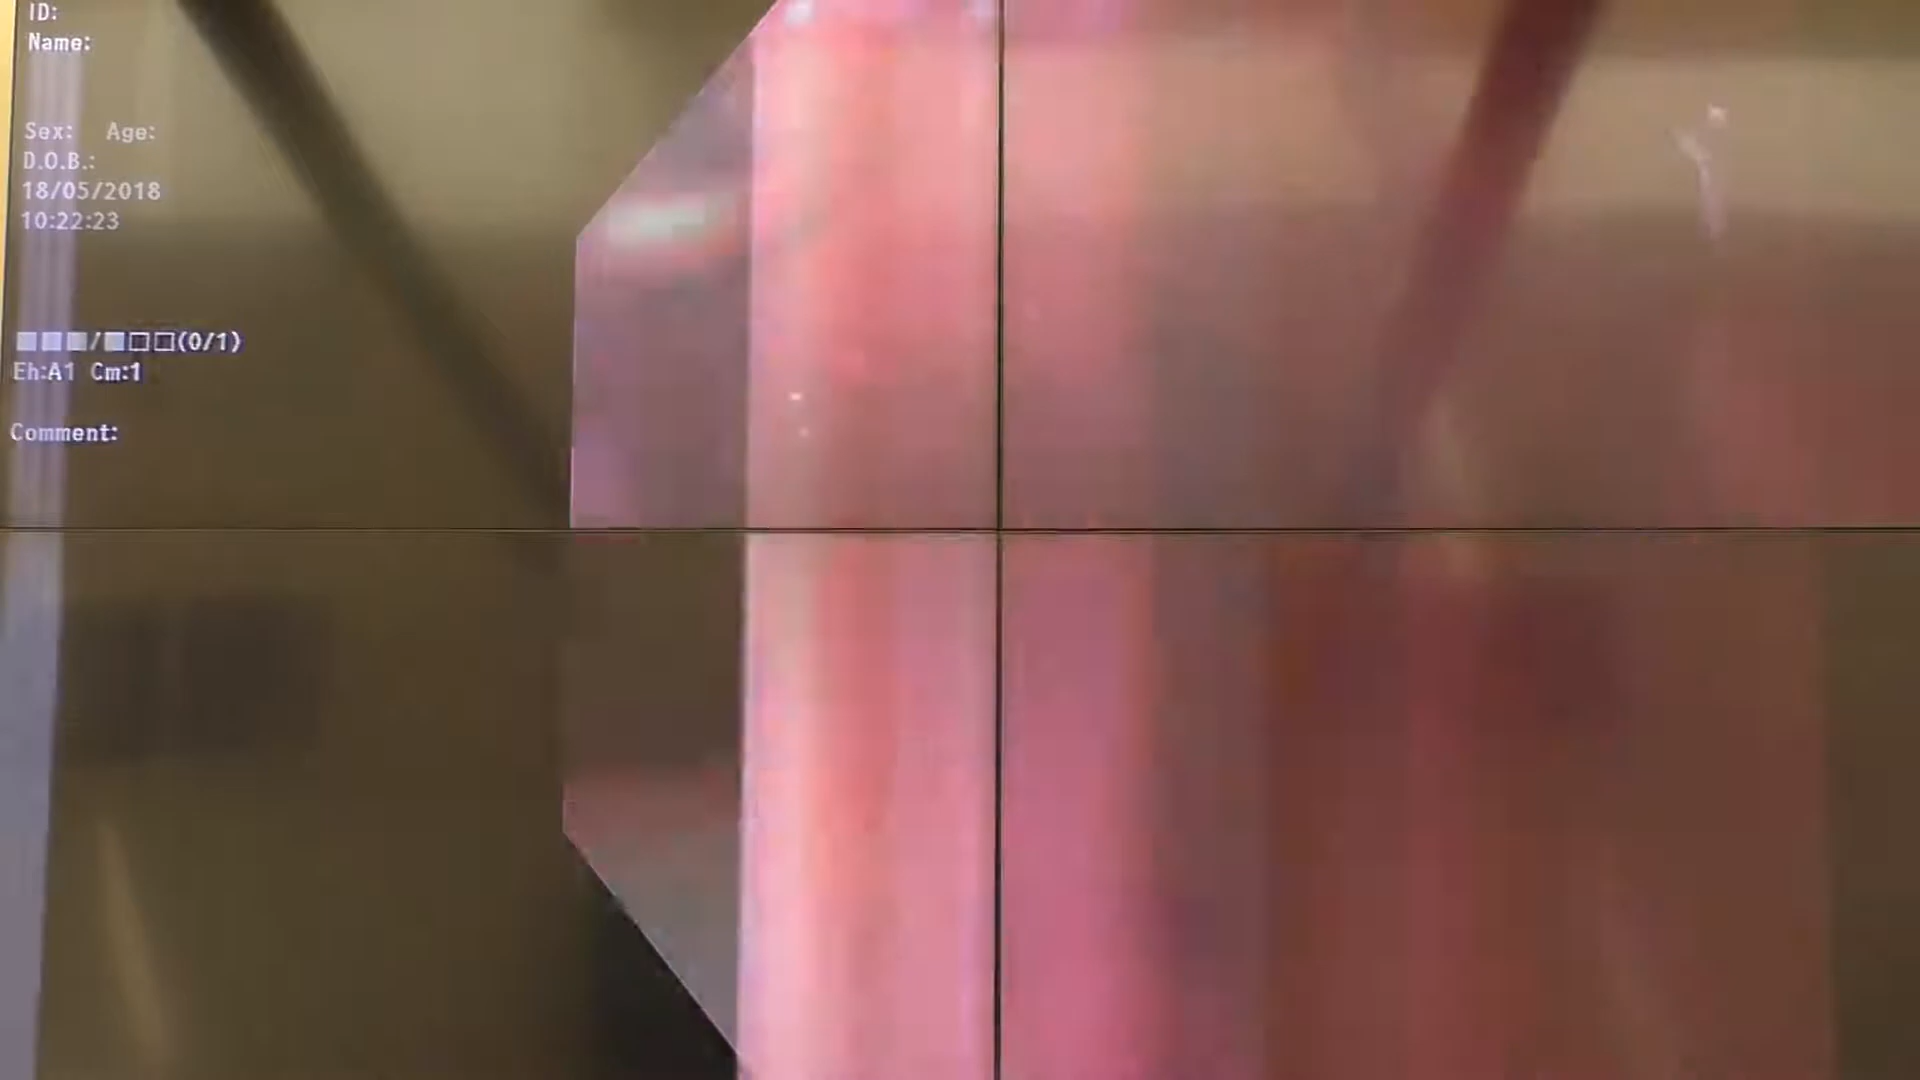 ID:
Name:
Sex: Age:
D.O.B.:
18/05/2018
10:22:23
■■■/■□□(0/1)
Eh:A1 Cm:1
Comment: